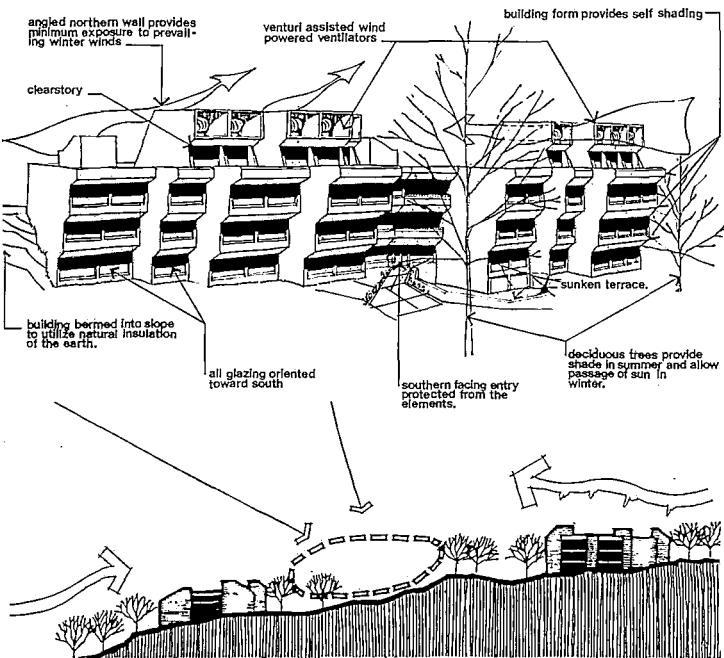 angled northern wall provides
minimum exposure to prevail-
ing winter winds
venturi assisted wind
powered ventilators
building form provides self shading
clearstory
sunken terrace.
building bermed into slope
to utilize natural insulation
of the earth.
all glazing oriented
toward south
southern facing entry
protected from the
elements.
deciduous trees provide
shade in summer and allow
passage of sun in
winter.